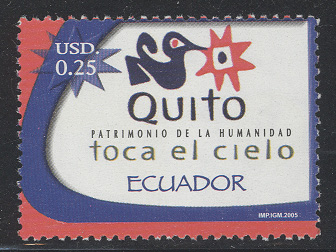 USD.
0.25
Quito
PATRIMONIO DE LA HUMANIDAD
toca el cielo
ECUADOR
IMP.IGM.2005